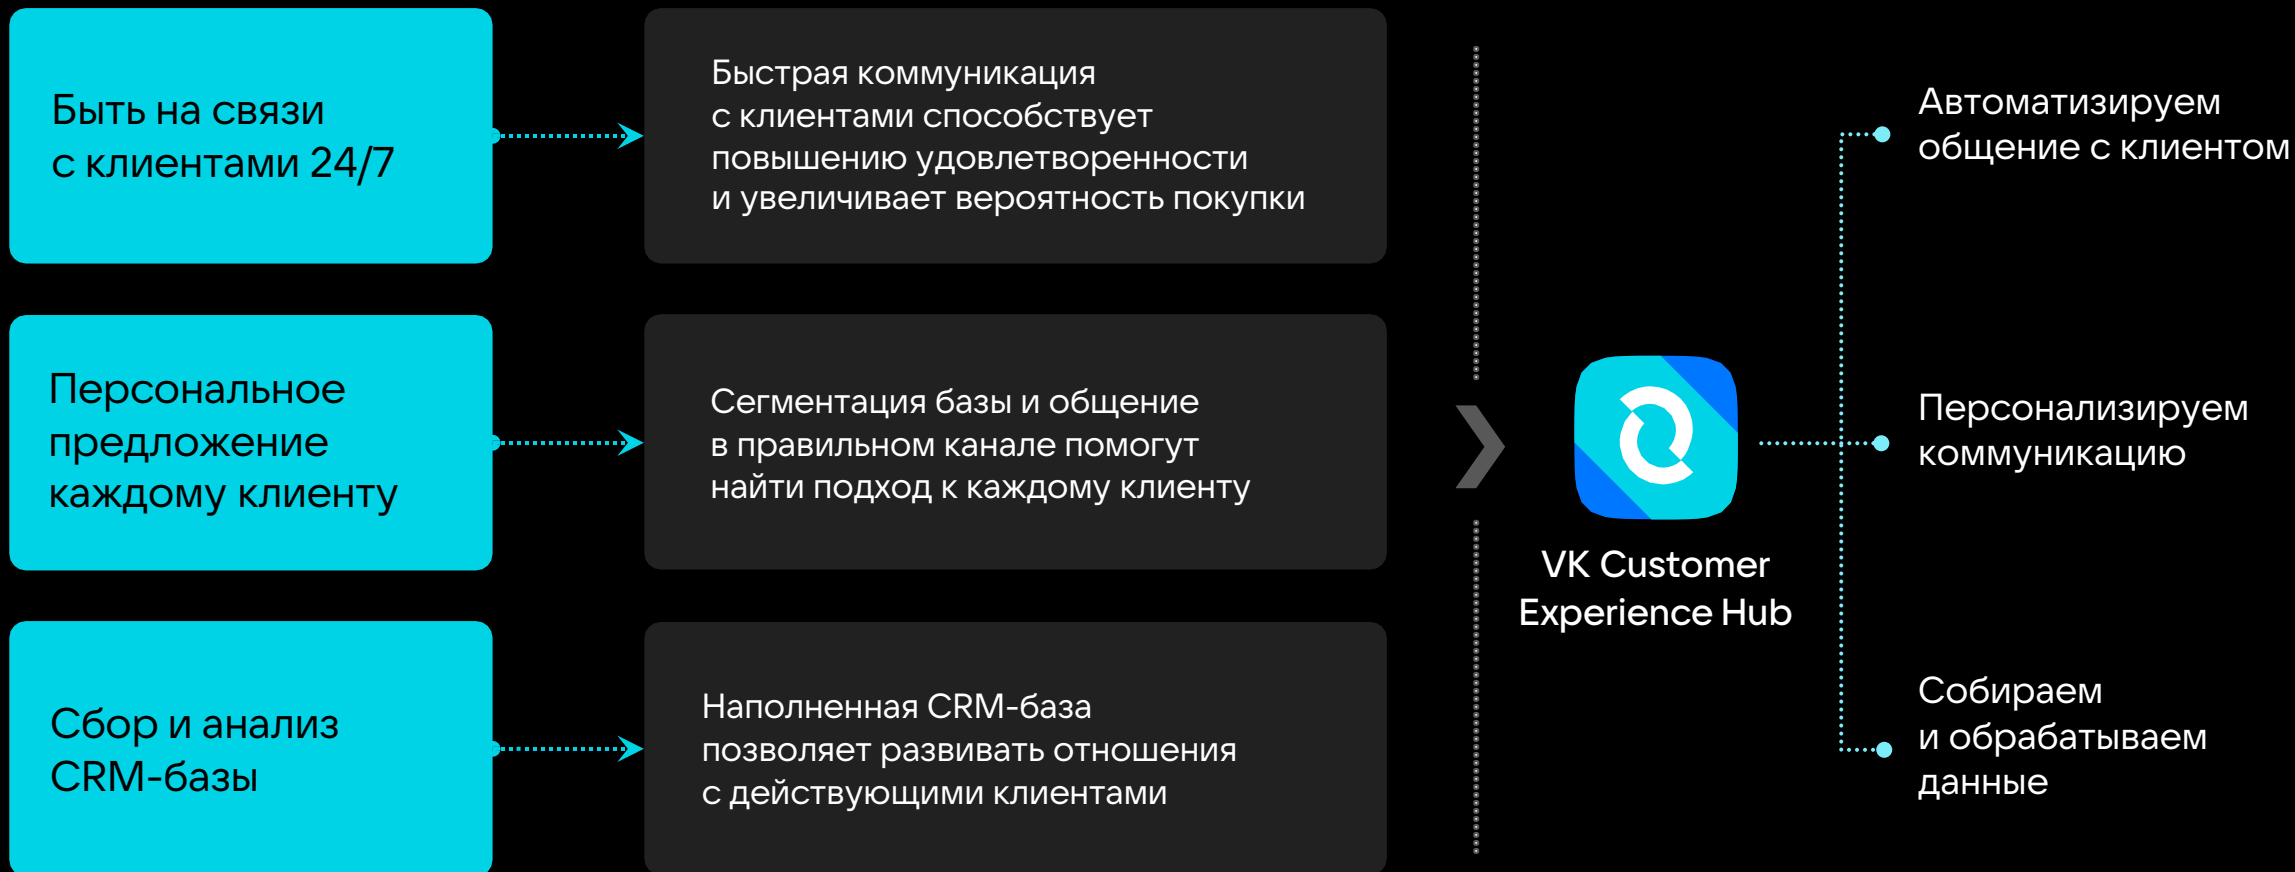 Быть на связи
с клиентами 24/7
Быстрая коммуникация
с клиентами способствует
повышению удовлетворенности
и увеличивает вероятность покупки
Персональное
предложение
каждому клиенту
Сегментация базы и общение
в правильном канале помогут
найти подход к каждому клиенту
Сбор и анализ
CRM-базы
Наполненная CRM-база
позволяет развивать отношения
с действующими клиентами
VK Customer
Experience Hub
Автоматизируем
общение с клиентом
Персонализируем
коммуникацию
Собираем
и обрабатываем
данные